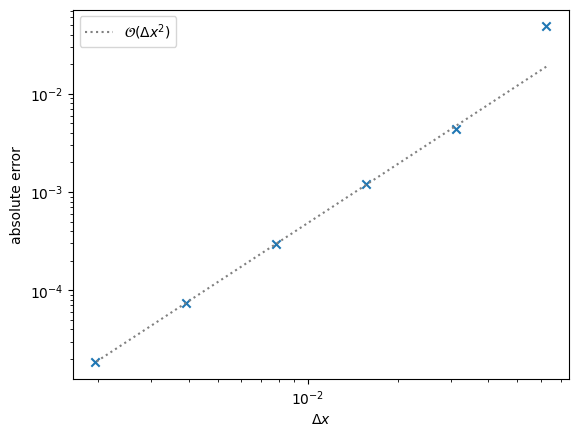 𝒪(Δx²)
10⁻²
10⁻³
10⁻⁴
absolute error
10⁻²
Δx